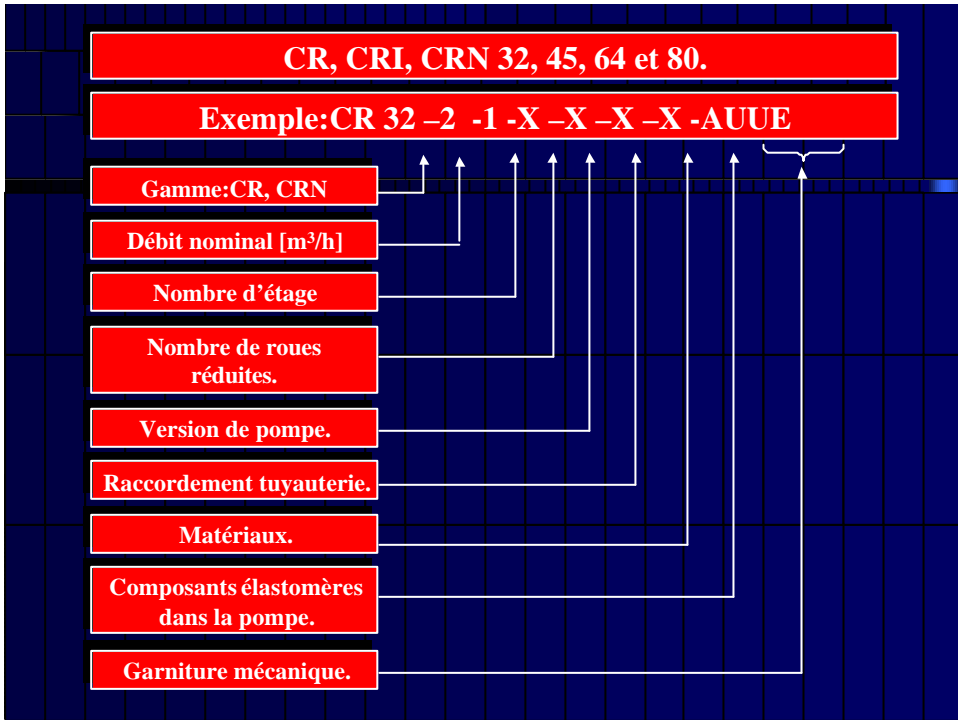 CR, CRI, CRN 32, 45, 64 et 80.
Exemple:CR 32 –2 -1 -X –X –X –X -AUUE
Gamme:CR, CRN
Débit nominal [m³/h]
Nombre d’étage
Nombre de roues
réduites.
Version de pompe.
Raccordement tuyauterie.
Matériaux.
Composants élastomères
dans la pompe.
Garniture mécanique.